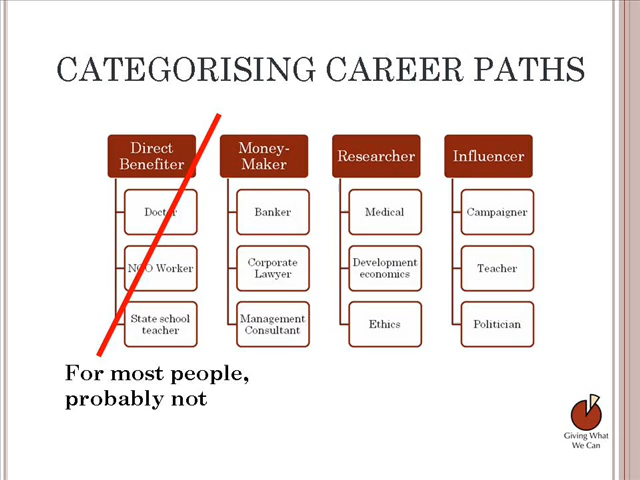 CATEGORISING CAREER PATHS
Direct
Benefiter
Doctor
NGO Worker
State school
teacher
Money-
Maker
Banker
Corporate
Lawyer
Management
Consultant
Researcher
Medical
Development
economics
Ethics
Influencer
Campaigner
Teacher
Politician
For most people,
probably not
Giving What
We Can